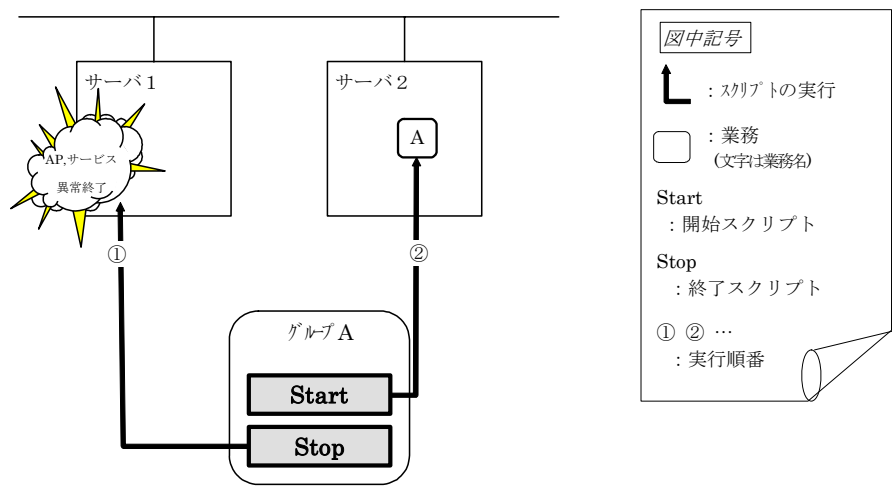 サーバ1
サーバ2
A
AP,サービス
異常終了
①
②
グループA
Start
Stop
図中記号
：スクリプトの実行
：業務
(文字は業務名)
Start
：開始スクリプト
Stop
：終了スクリプト
① ② …
：実行順番